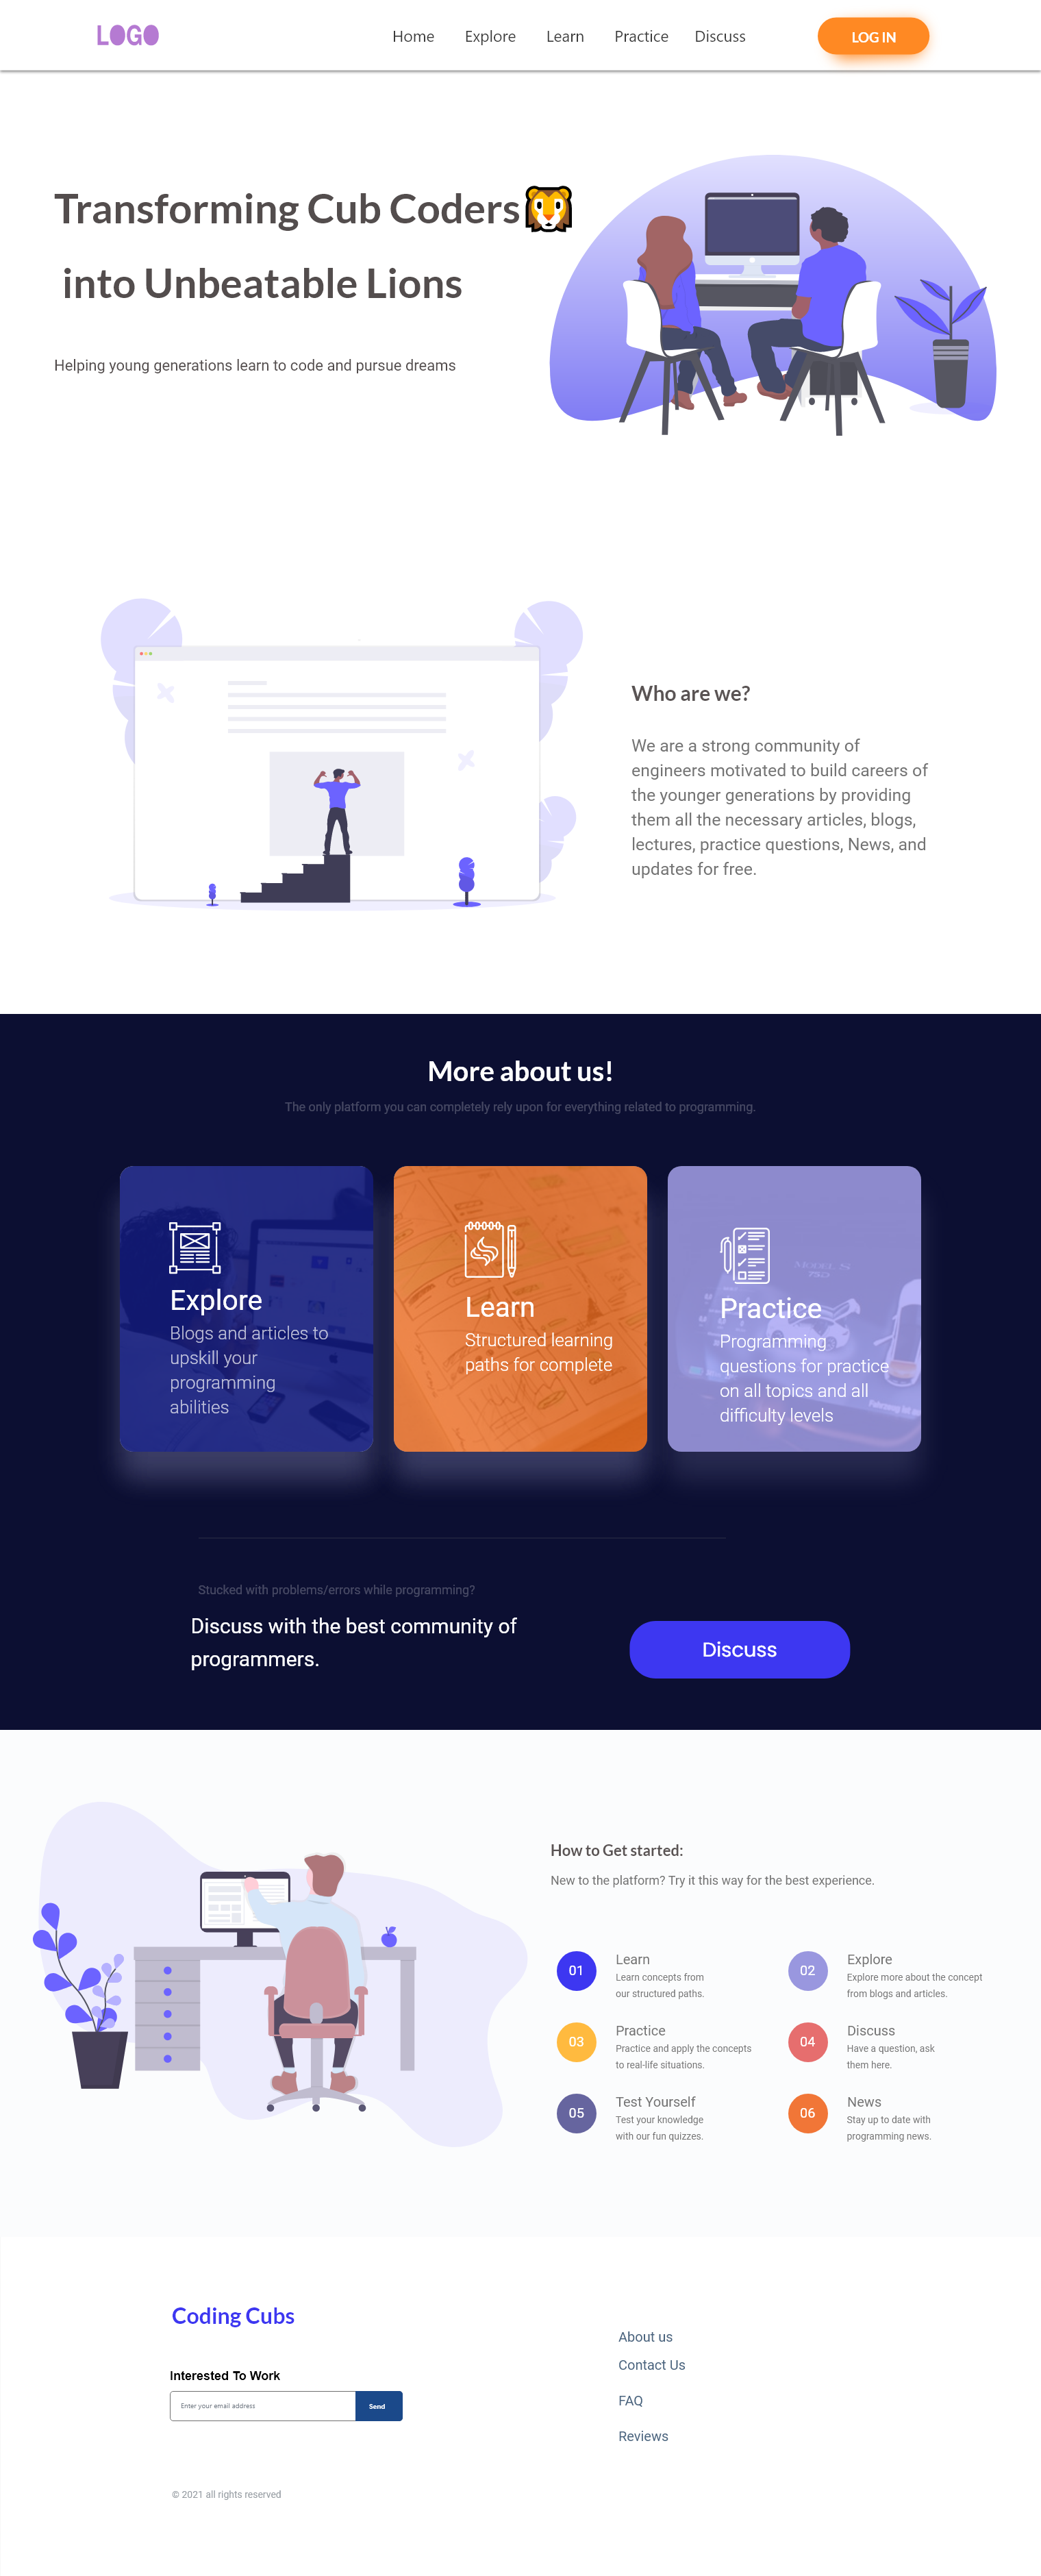 LOGO
Home Explore Learn Practice Discuss LOG IN
Transforming Cub Coders🦁
into Unbeatable Lions
Helping young generations learn to code and pursue dreams
Who are we?
We are a strong community of
engineers motivated to build careers of
the younger generations by providing
them all the necessary articles, blogs,
lectures, practice questions, News, and
updates for free.
More about us!
The only platform you can completely rely upon for everything related to programming.
Explore
Blogs and articles to
upskill your
programming
abilities
Learn
Structured learning
paths for complete
MODEL S
75D
Practice
Programming
questions for practice
on all topics and all
difficulty levels
Stucked with problems/errors while programming?
Discuss with the best community of
programmers.
Discuss
How to Get started:
New to the platform? Try it this way for the best experience.
01
Learn
Learn concepts from
our structured paths.
02
Explore
Explore more about the concept
from blogs and articles.
03
Practice
Practice and apply the concepts
to real-life situations.
04
Discuss
Have a question, ask
them here.
05
Test Yourself
Test your knowledge
with our fun quizzes.
06
News
Stay up to date with
programming news.
Coding Cubs
Interested To Work
Enter your email address Send
About us
Contact Us
FAQ
Reviews
© 2021 all rights reserved